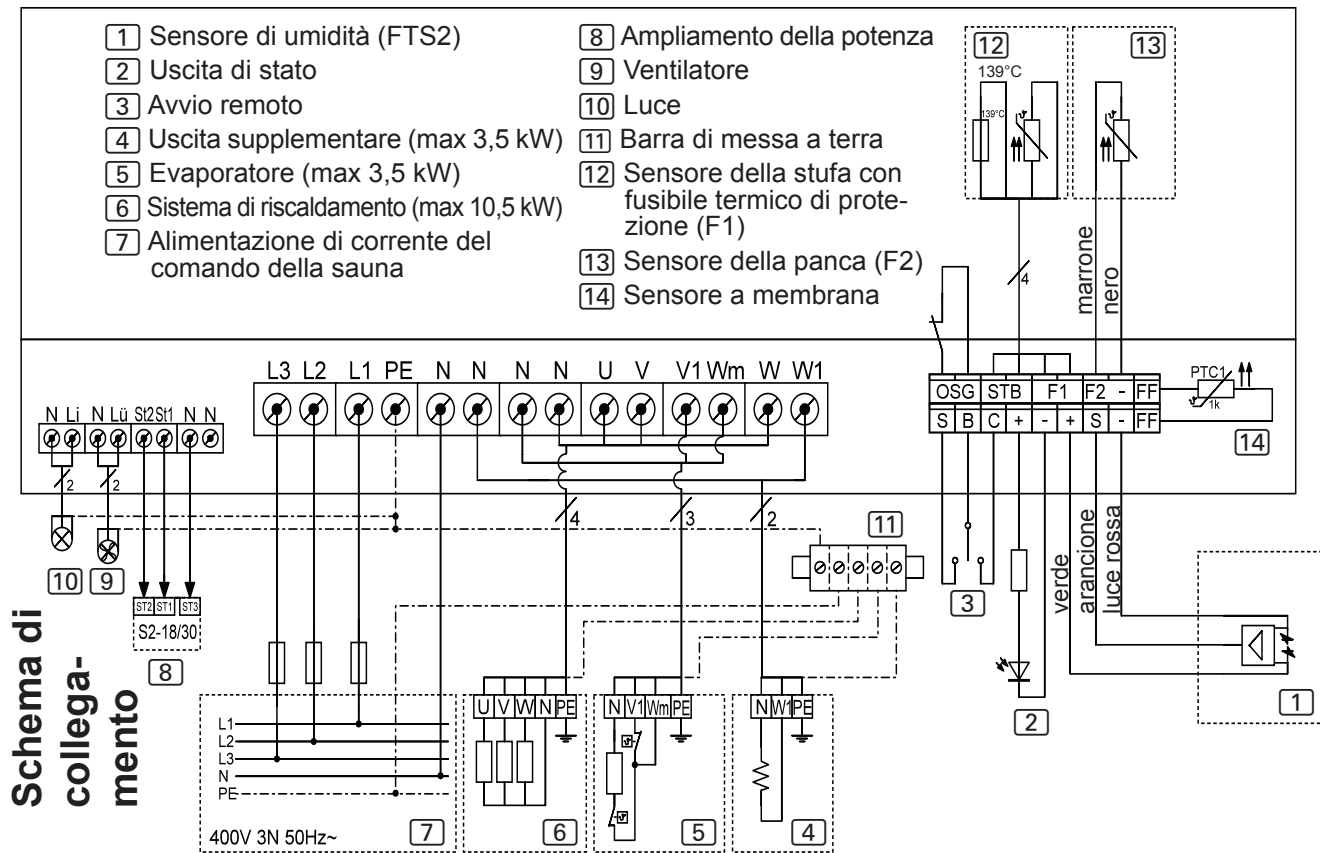 1 Sensore di umidità (FTS2)
2 Uscita di stato
3 Avvio remoto
4 Uscita supplementare (max 3,5 kW)
5 Evaporatore (max 3,5 kW)
6 Sistema di riscaldamento (max 10,5 kW)
7 Alimentazione di corrente del
comando della sauna
8 Ampliamento della potenza
9 Ventilatore
10 Luce
11 Barra di messa a terra
12 Sensore della stufa con
fusibile termico di prote-
zione (F1)
13 Sensore della panca (F2)
14 Sensore a membrana
12
139°C
139°C
13
4
marrone
nero
L3 L2 L1 PE N N N N U V V1 Wm W W1
N Li N Lü St2 St1 N N
OSG STB F1 F2 - FF
S B C + - + S - FF
PTC1
1k
14
2
2
4
3
2
11
10
9
ST2 ST1 ST3
S2-18/30
8
3
verde
arancione
luce rossa
2
1
Schema di
collega-
mento
L1
L2
L3
N
PE
400V 3N 50Hz~
7
U V W N PE
6
N V1 Wm PE
5
N W1 PE
4